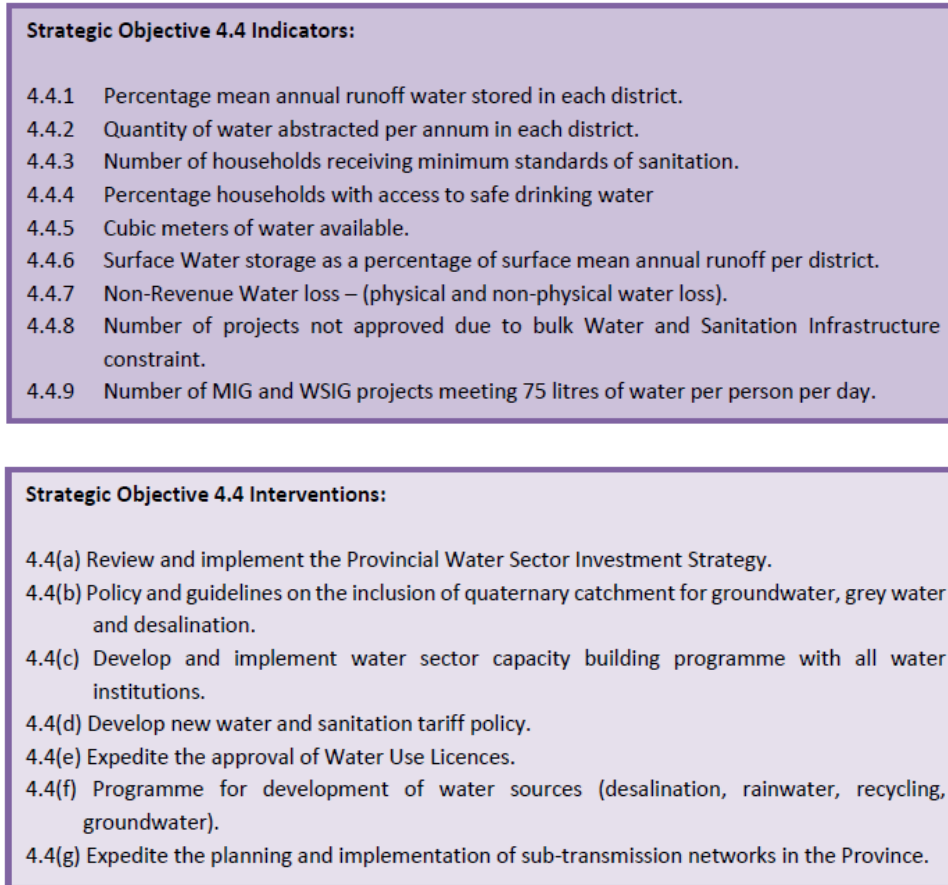 Strategic Objective 4.4 Indicators:
4.4.1 Percentage mean annual runoff water stored in each district.
4.4.2 Quantity of water abstracted per annum in each district.
4.4.3 Number of households receiving minimum standards of sanitation.
4.4.4 Percentage households with access to safe drinking water
4.4.5 Cubic meters of water available.
4.4.6 Surface Water storage as a percentage of surface mean annual runoff per district.
4.4.7 Non-Revenue Water loss – (physical and non-physical water loss).
4.4.8 Number of projects not approved due to bulk Water and Sanitation Infrastructure
constraint.
4.4.9 Number of MIG and WSIG projects meeting 75 litres of water per person per day.
Strategic Objective 4.4 Interventions:
4.4(a) Review and implement the Provincial Water Sector Investment Strategy.
4.4(b) Policy and guidelines on the inclusion of quaternary catchment for groundwater, grey water
and desalination.
4.4(c) Develop and implement water sector capacity building programme with all water
institutions.
4.4(d) Develop new water and sanitation tariff policy.
4.4(e) Expedite the approval of Water Use Licences.
4.4(f) Programme for development of water sources (desalination, rainwater, recycling,
groundwater).
4.4(g) Expedite the planning and implementation of sub-transmission networks in the Province.